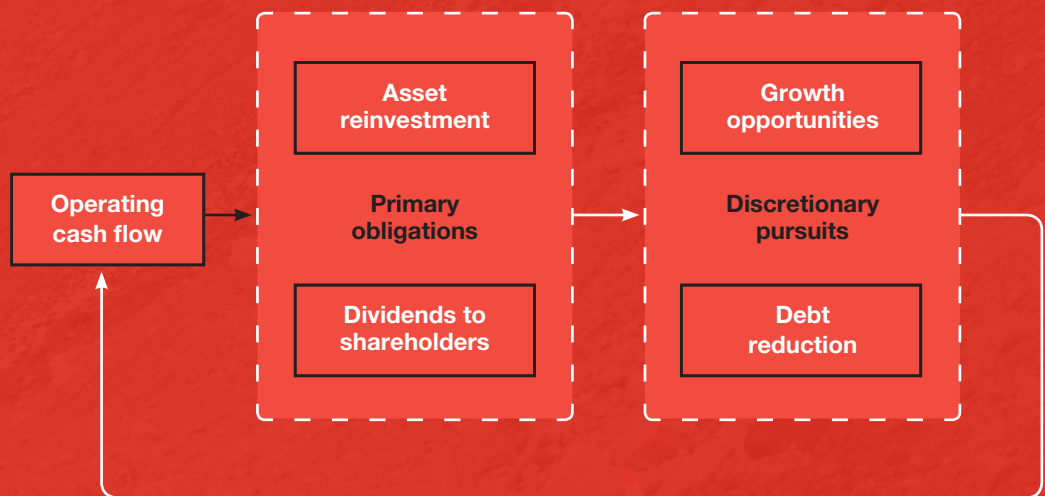 Operating
cash flow
Asset
reinvestment
Primary
obligations
Dividends to
shareholders
Growth
opportunities
Discretionary
pursuits
Debt
reduction